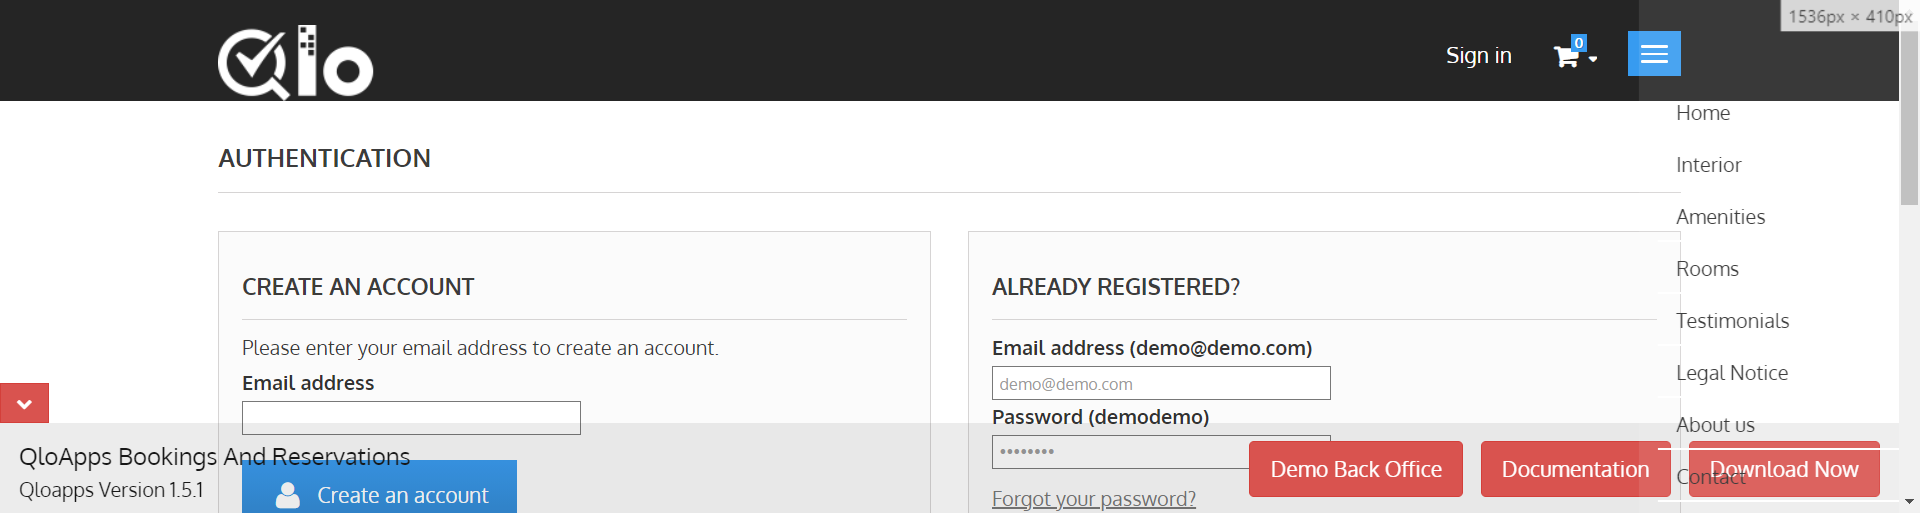 1536px × 410px
Qlo
Sign in
0
Home
AUTHENTICATION
Interior
Amenities
Rooms
CREATE AN ACCOUNT
ALREADY REGISTERED?
Testimonials
Please enter your email address to create an account.
Email address (demo@demo.com)
Legal Notice
Email address
demo@demo.com
Password (demodemo)
About us
QloApps Bookings And Reservations
Demo Back Office
Documentation
Download Now
Contact
Qloapps Version 1.5.1
Create an account
Forgot your password?